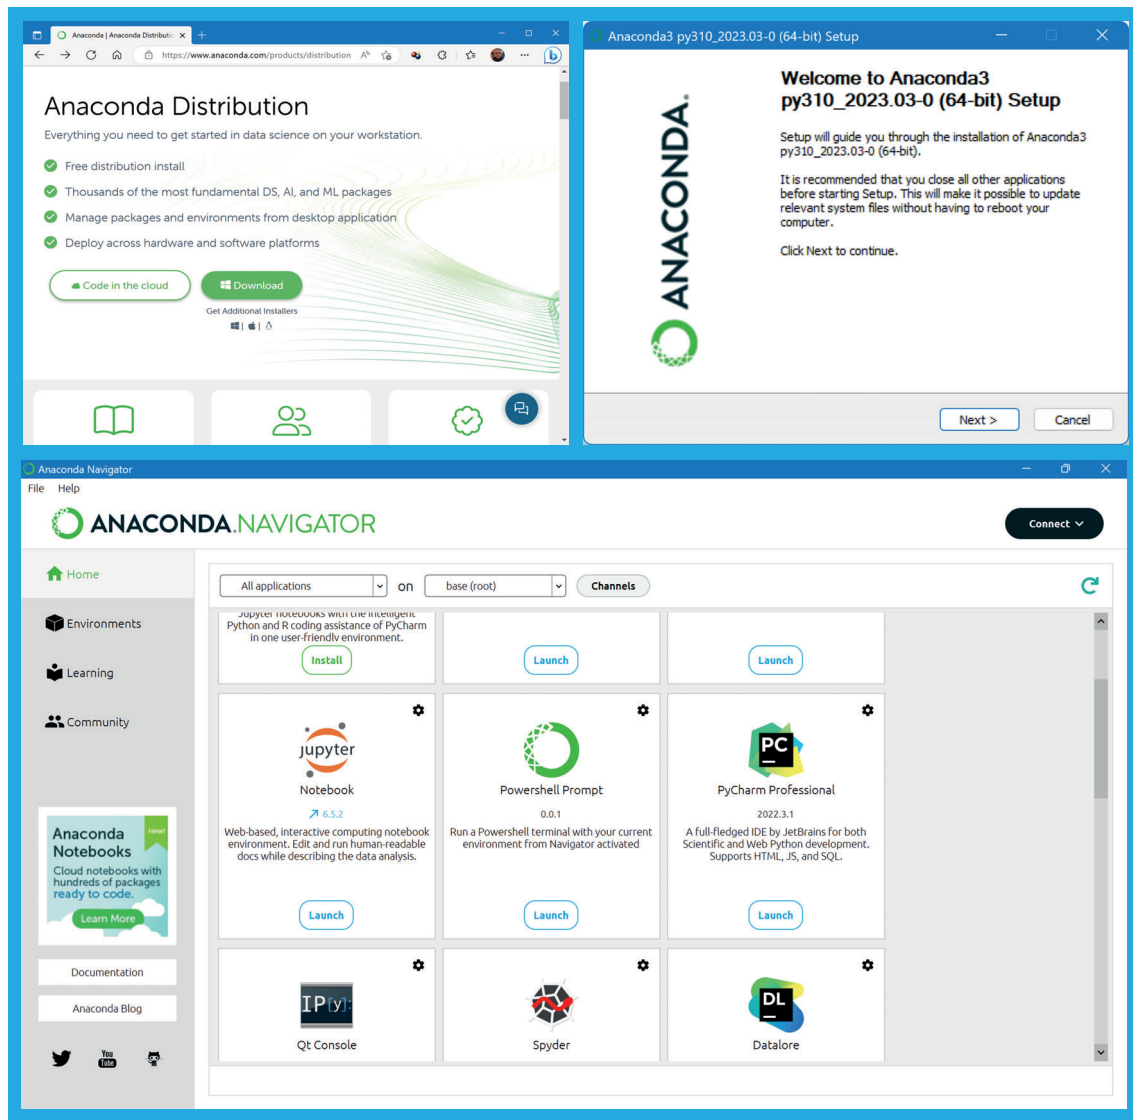 Anaconda | Anaconda Distributic
https://www.anaconda.com/products/distribution
Anaconda Distribution
Everything you need to get started in data science on your workstation.
Free distribution install
Thousands of the most fundamental DS, AI, and ML packages
Manage packages and environments from desktop application
Deploy across hardware and software platforms
Code in the cloud
Download
Get Additional Installers
Anaconda3 py310_2023.03-0 (64-bit) Setup
ANACONDA.
Welcome to Anaconda3
py310_2023.03-0 (64-bit) Setup
Setup will guide you through the installation of Anaconda3
py310_2023.03-0 (64-bit).
It is recommended that you close all other applications
before starting Setup. This will make it possible to update
relevant system files without having to reboot your
computer.
Click Next to continue.
Next >
Cancel
Anaconda Navigator
File Help
ANACONDA.NAVIGATOR
Connect
Home
Environments
Learning
Community
Anaconda
Notebooks
New!
Cloud notebooks with
hundreds of packages
ready to code.
Learn More
Documentation
Anaconda Blog
You
Tube
All applications
on
base (root)
Channels
Jupyter notebooks with the intelligent
Python and R coding assistance of PyCharm
in one user-friendly environment.
Install
Launch
Launch
jupyter
Notebook
6.5.2
Web-based, interactive computing notebook
environment. Edit and run human-readable
docs while describing the data analysis.
Launch
Powershell Prompt
0.0.1
Run a Powershell terminal with your current
environment from Navigator activated
Launch
PC
PyCharm Professional
2022.3.1
A full-fledged IDE by JetBrains for both
Scientific and Web Python development.
Supports HTML, JS, and SQL.
Launch
IP[y]:
Qt Console
Spyder
DL
Datalore